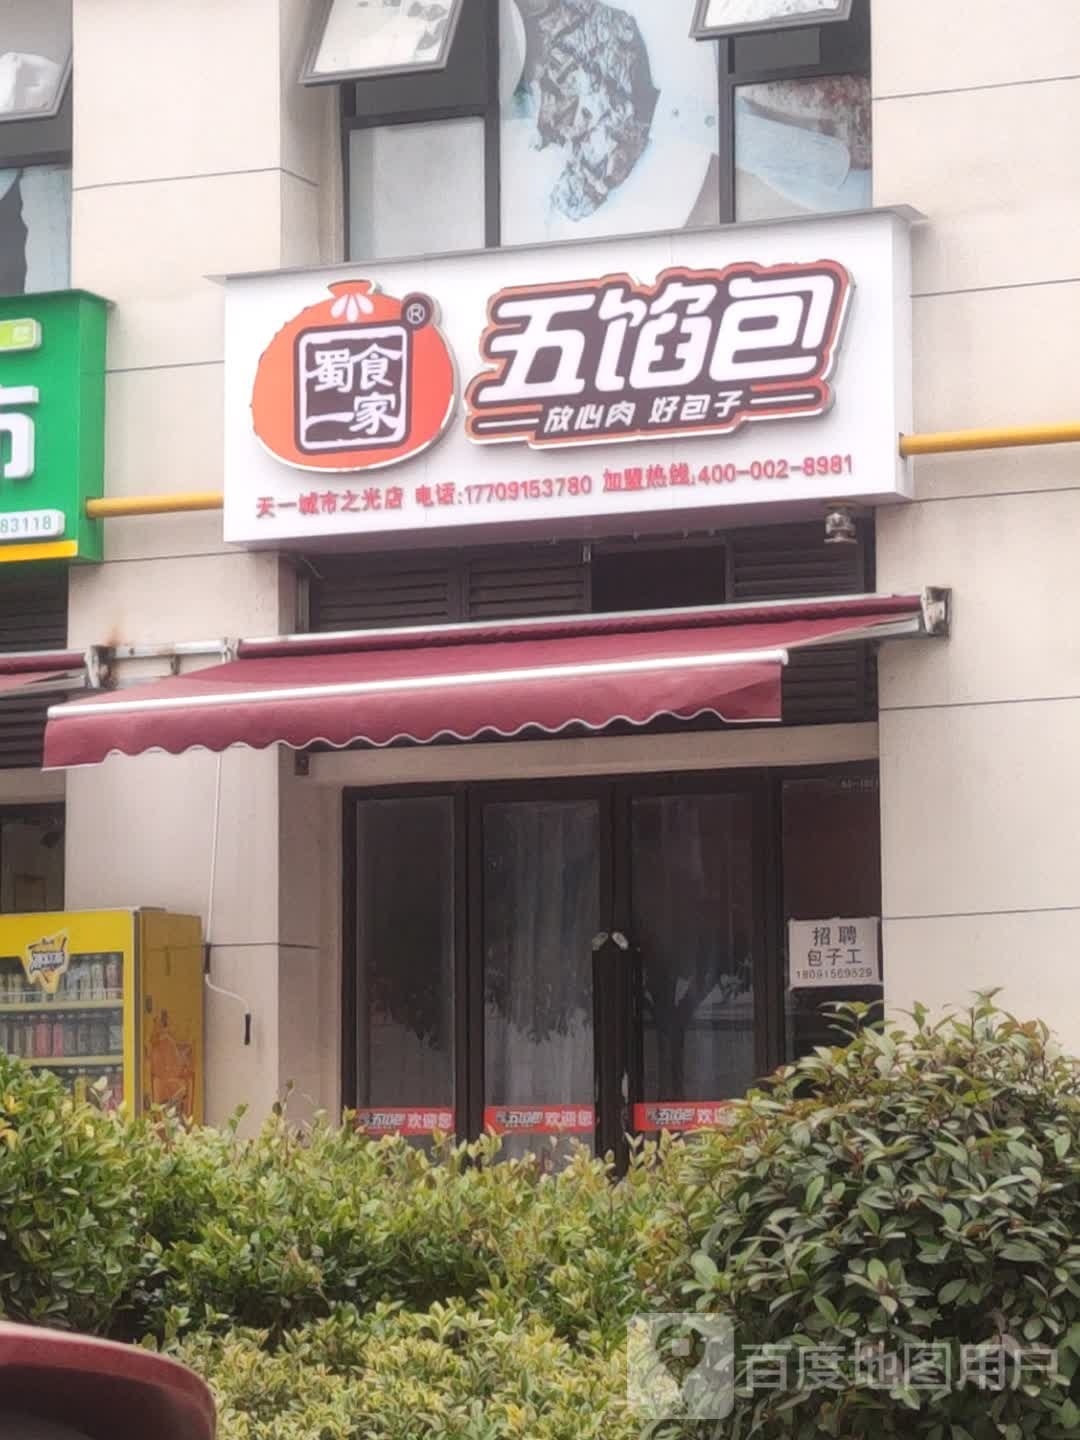 蜀食一家
®
五馅包
放心肉 好包子
天一城市之光店 电话:17709153780 加盟热线:400-002-8981
市
83118
招聘
包子工
18091569529
五馅包 欢迎您
五馅包 欢迎您
五馅包 欢迎
百度地图用户